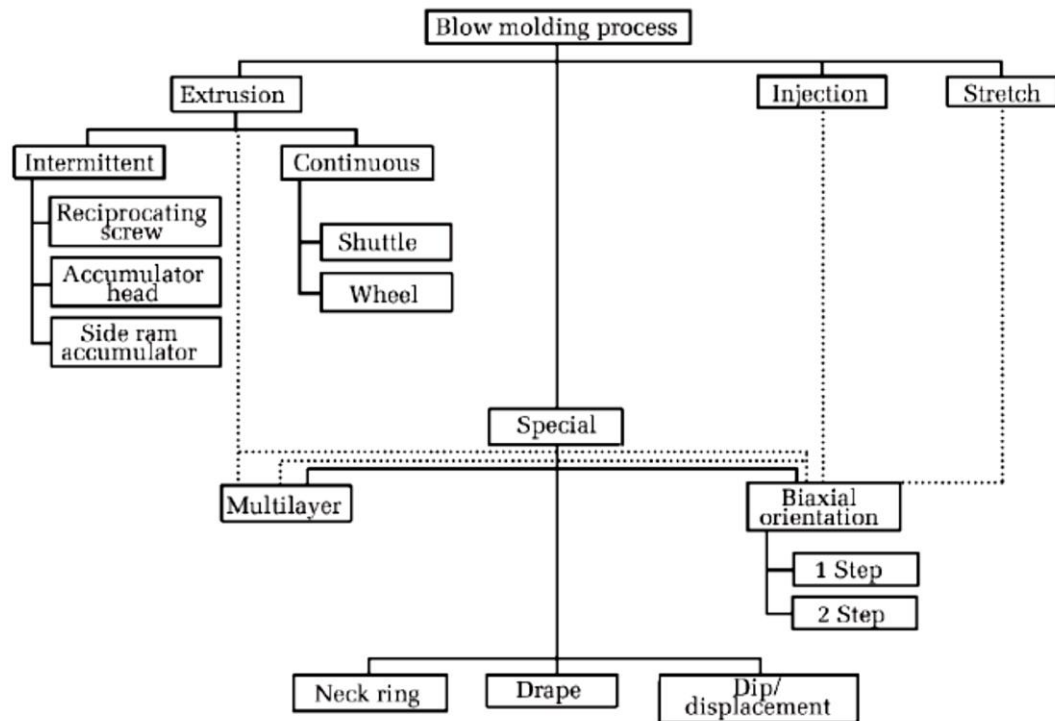 Blow molding process
Extrusion
Injection
Stretch
Intermittent
Continuous
Reciprocating
screw
Shuttle
Accumulator
head
Wheel
Side ram
accumulator
Special
Multilayer
Biaxial
orientation
1 Step
2 Step
Neck ring
Drape
Dip/
displacement